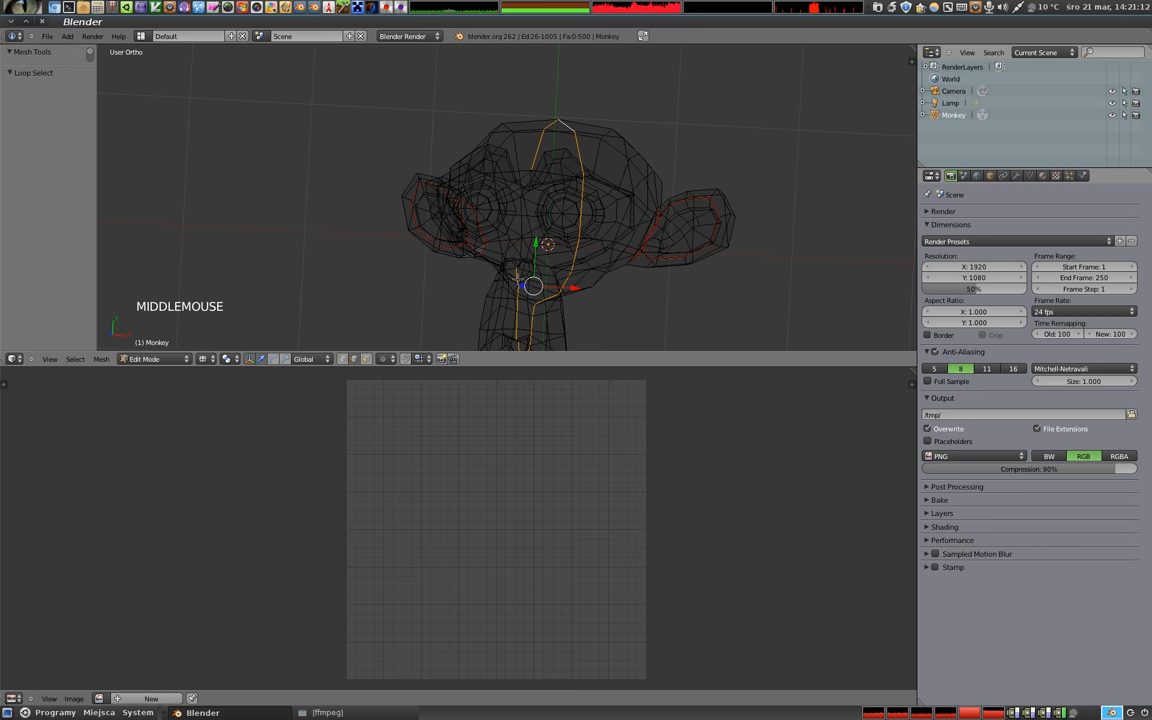 10 °C śro 21 mar, 14:21:12
Blender
File Add Render Help Default Scene Blender Render blender.org 262 | Ed:26-1005 | Fa:0-500 | Monkey
Mesh Tools
Loop Select
User Ortho
MIDDLEMOUSE
(1) Monkey
View Select Mesh Edit Mode Global
View Image New
View Search Current Scene
RenderLayers
World
Camera
Lamp
Monkey
Scene
Render
Dimensions
Render Presets
Resolution: Frame Range:
X: 1920 Start Frame: 1
Y: 1080 End Frame: 250
50% Frame Step: 1
Aspect Ratio: Frame Rate:
X: 1.000 24 fps
Y: 1.000 Time Remapping:
Border Crop Old: 100 New: 100
Anti-Aliasing
5 8 11 16 Mitchell-Netravali
Full Sample Size: 1.000
Output
/tmp/
Overwrite File Extensions
Placeholders
PNG BW RGB RGBA
Compression: 90%
Post Processing
Bake
Layers
Shading
Performance
Sampled Motion Blur
Stamp
Programy Miejsca System Blender [ffmpeg]